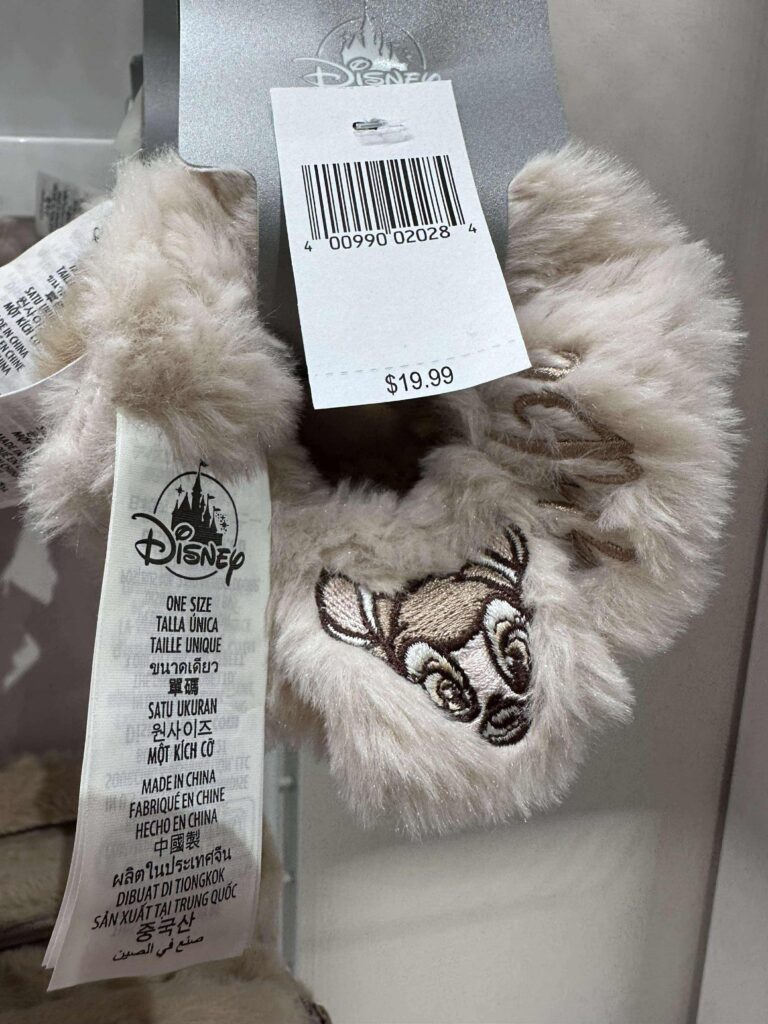 DISNEY
4 00990 02028 4
$19.99
DISNEY
ONE SIZE
TALLA ÚNICA
TAILLE UNIQUE
ขนาดเดียว
單碼
SATU UKURAN
원사이즈
MỘT KÍCH CỠ
MADE IN CHINA
FABRIQUÉ EN CHINE
HECHO EN CHINA
中國製
ผลิตในประเทศจีน
DIBUAT DI TIONGKOK
SẢN XUẤT TẠI TRUNG QUỐC
중국산
صنع في الصين